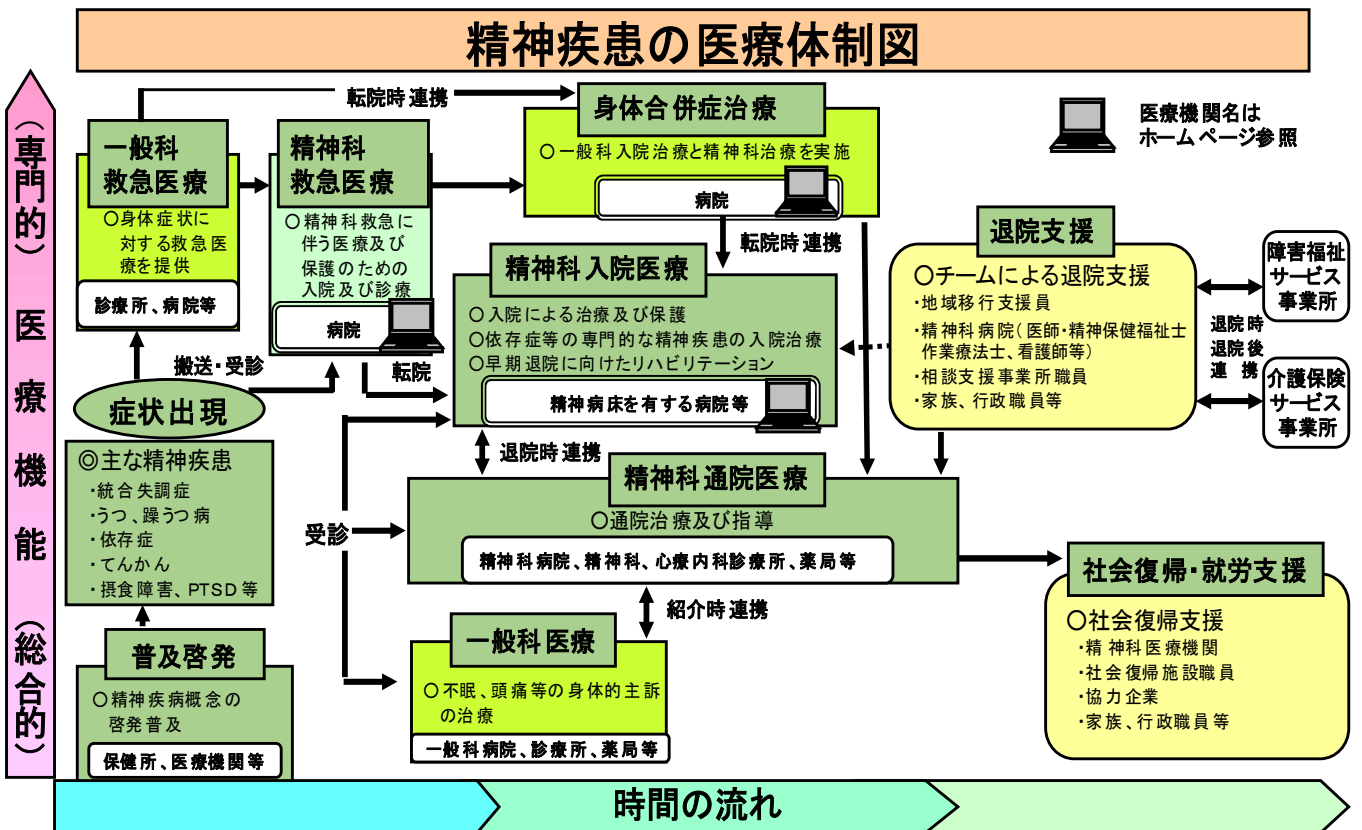 精神疾患の医療体制図
（専門的） 医療機能 （総合的）
転院時連携
医療機関名は
ホームページ参照
一般科
救急医療
○身体症状に
対する救急医
療を提供
診療所、病院等
精神科
救急医療
○精神科救急に
伴う医療及び
保護のための
入院及び診療
病院
身体合併症治療
○一般科入院治療と精神科治療を実施
病院
転院時連携
精神科入院医療
○入院による治療及び保護
○依存症等の専門的な精神疾患の入院治療
○早期退院に向けたリハビリテーション
精神病床を有する病院等
退院支援
○チームによる退院支援
・地域移行支援員
・精神科病院（医師・精神保健福祉士
作業療法士、看護師等）
・相談支援事業所職員
・家族、行政職員等
障害福祉
サービス
事業所
退院時
退院後
連携
介護保険
サービス
事業所
搬送・受診
転院
症状出現
◎主な精神疾患
・統合失調症
・うつ、躁うつ病
・依存症
・てんかん
・摂食障害、PTSD等
退院時連携
受診
精神科通院医療
○通院治療及び指導
精神科病院、精神科、心療内科診療所、薬局等
紹介時連携
一般科医療
○不眠、頭痛等の身体的主訴
の治療
一般科病院、診療所、薬局等
社会復帰・就労支援
○社会復帰支援
・精神科医療機関
・社会復帰施設職員
・協力企業
・家族、行政職員等
普及啓発
○精神疾病概念の
啓発普及
保健所、医療機関等
時間の流れ